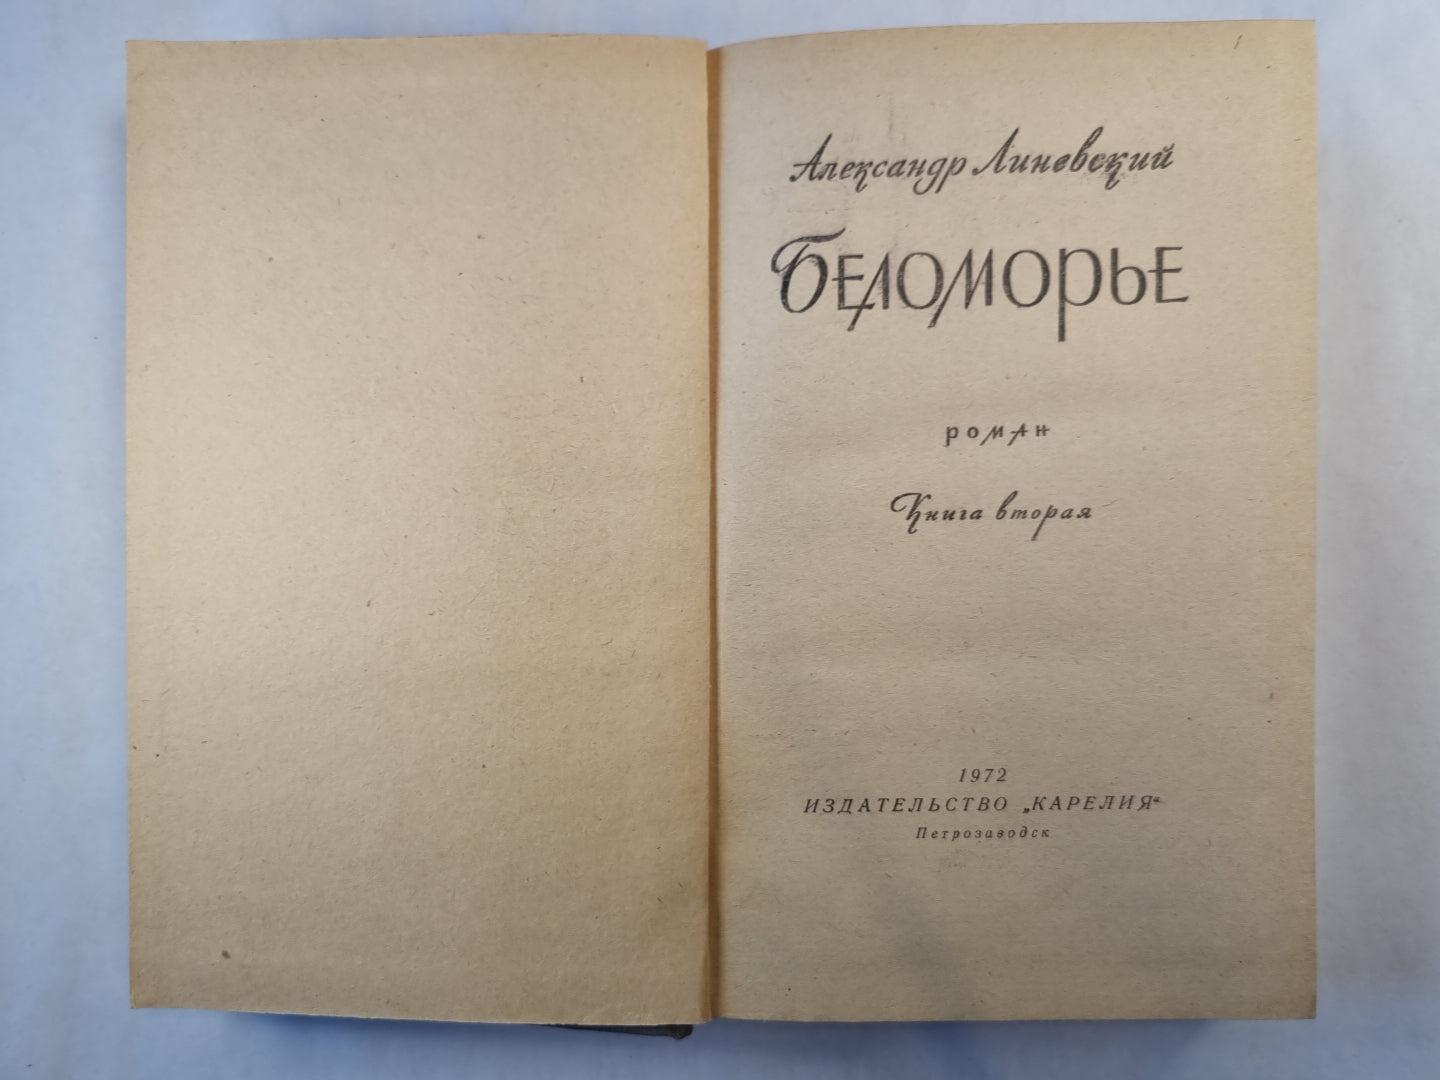 Александр Линевский
БЕЛОМОРЬЕ
роман
Книга вторая
1972
ИЗДАТЕЛЬСТВО „КАРЕЛИЯ“
Петрозаводск